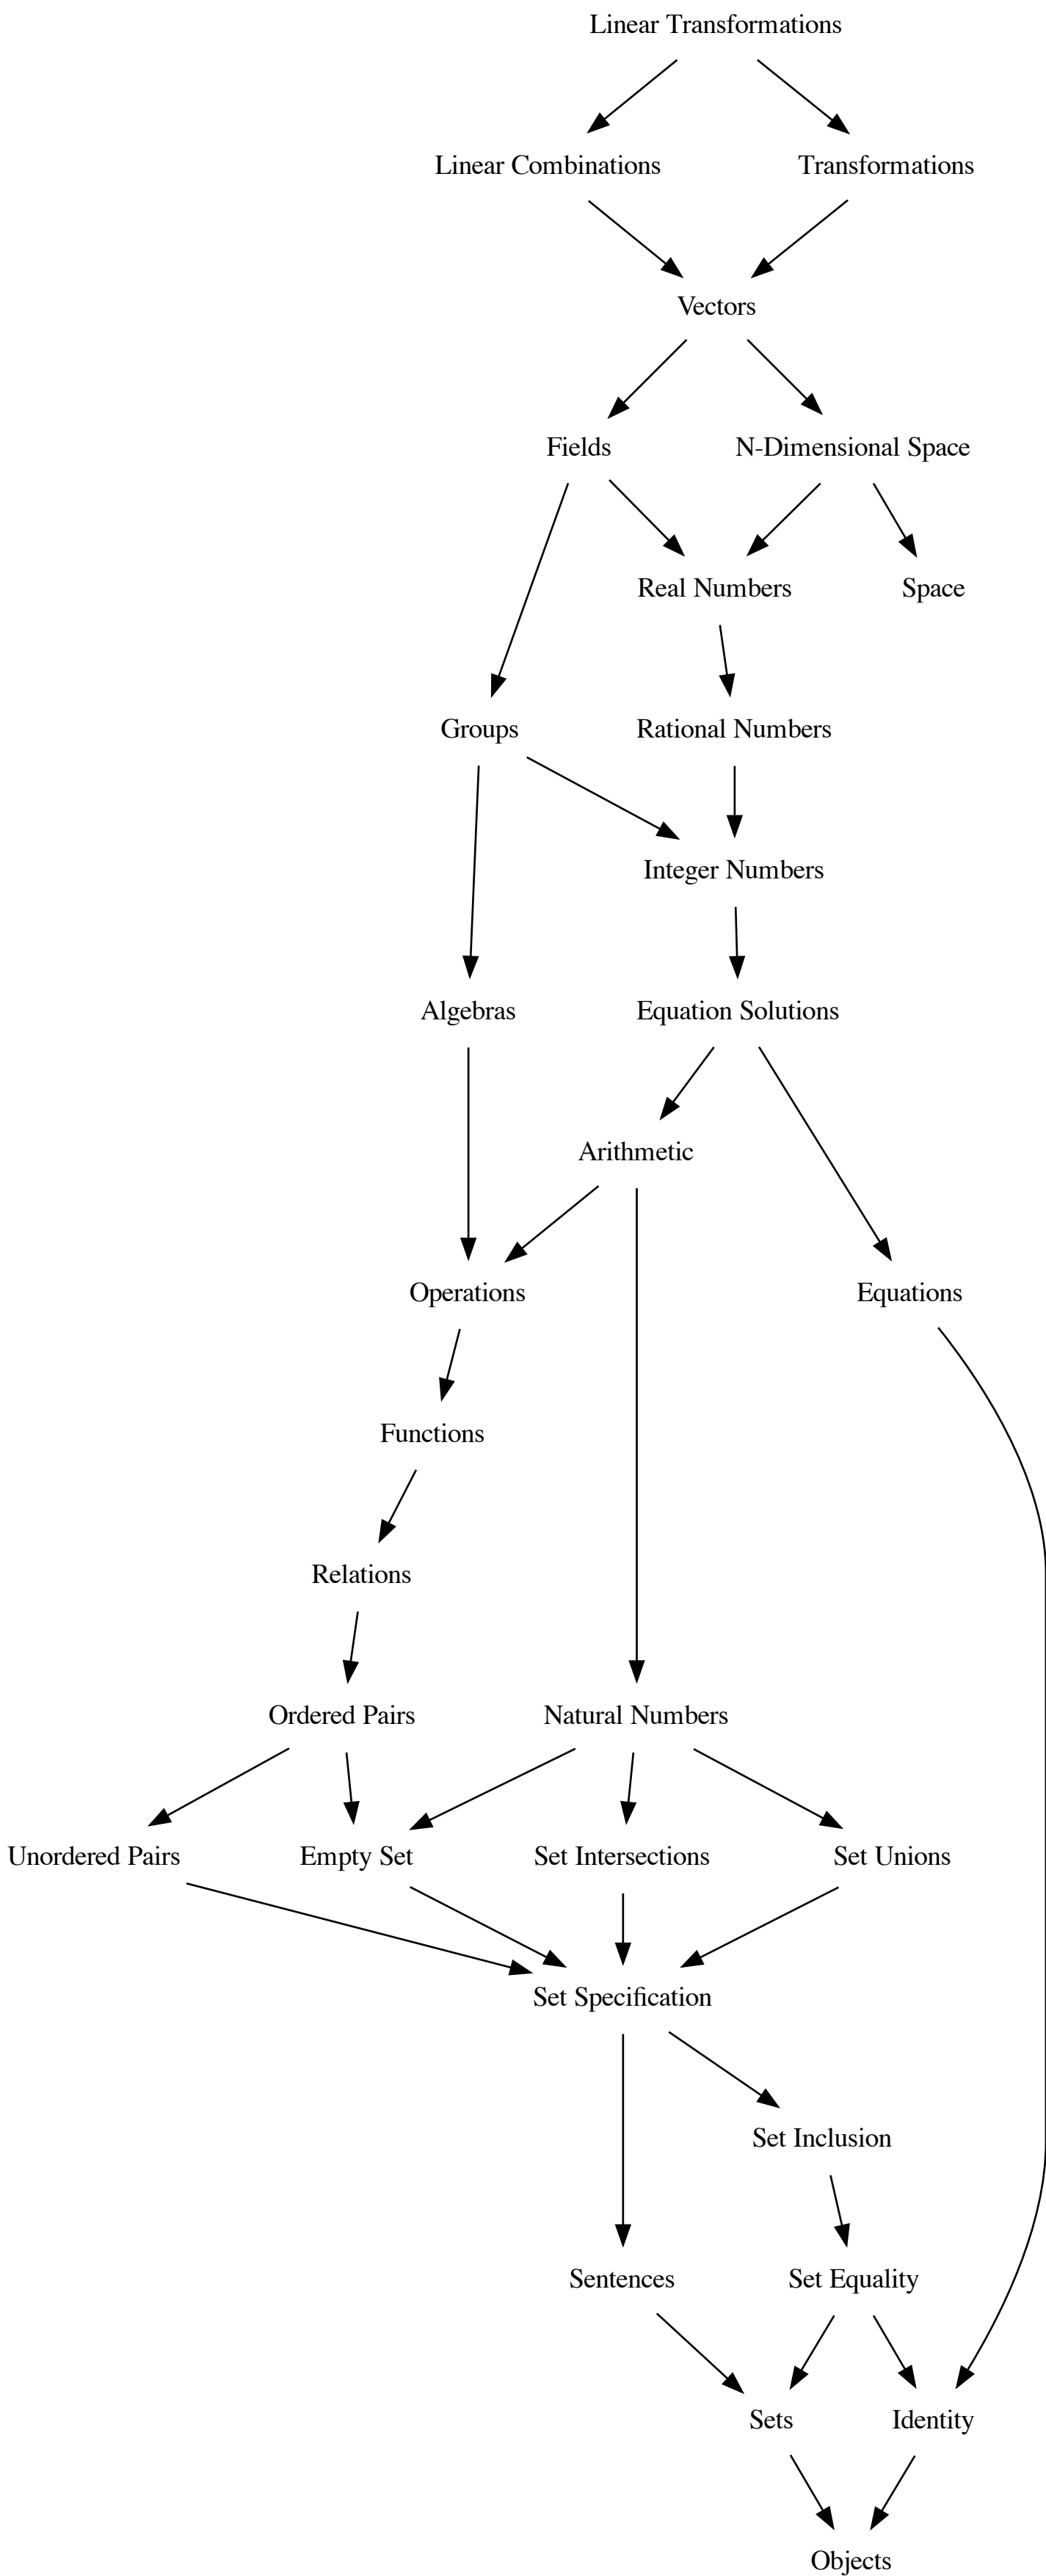 Linear Transformations
Linear Combinations
Transformations
Vectors
Fields
N-Dimensional Space
Real Numbers
Space
Groups
Rational Numbers
Integer Numbers
Algebras
Equation Solutions
Arithmetic
Operations
Equations
Functions
Relations
Ordered Pairs
Natural Numbers
Unordered Pairs
Empty Set
Set Intersections
Set Unions
Set Specification
Set Inclusion
Sentences
Set Equality
Sets
Identity
Objects